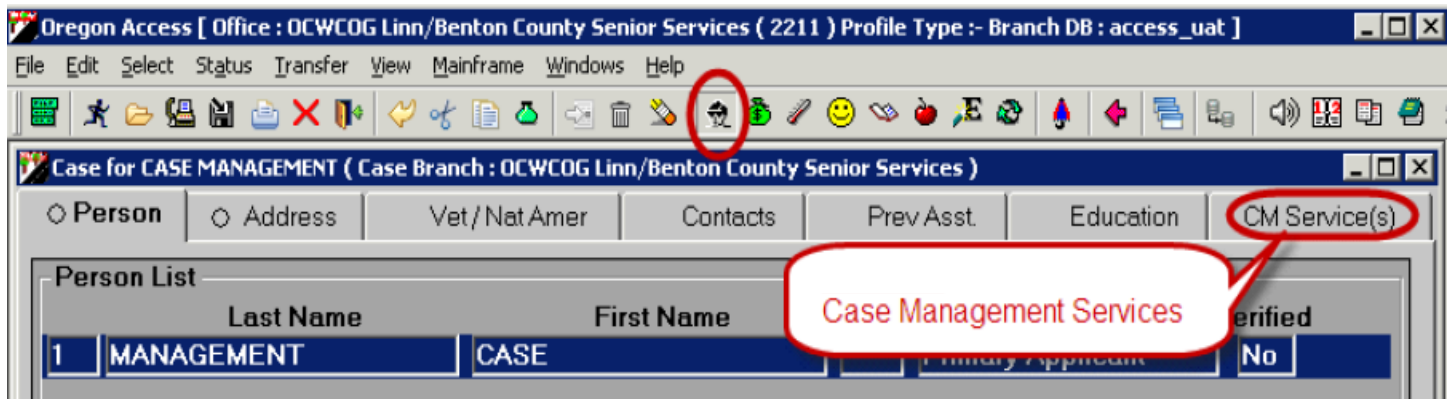 Oregon Access [ Office : OCWCOG Linn/Benton County Senior Services ( 2211 ) Profile Type :- Branch DB : access_uat ]
File Edit Select Status Transfer View Mainframe Windows Help
Case for CASE MANAGEMENT ( Case Branch : OCWCOG Linn/Benton County Senior Services )
Person Address Vet / Nat Amer Contacts Prev Asst. Education CM Service(s)
Person List
Case Management Services
Last Name First Name erified
1 MANAGEMENT CASE Primary Applicant No